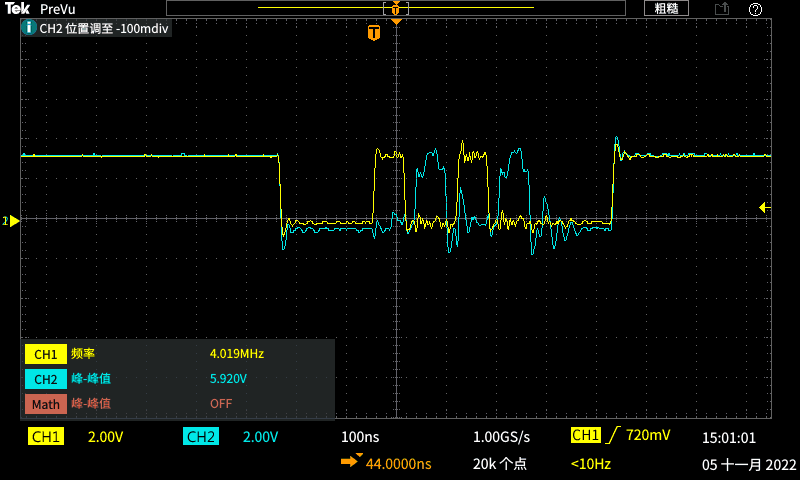 Tek PreVu
T
粗糙
?
i CH2 位置调至 -100mdiv
T
2
CH1 频率 4.019MHz
CH2 峰-峰值 5.920V
Math 峰-峰值 OFF
CH1 2.00V CH2 2.00V 100ns 1.00GS/s CH1 720mV 15:01:01
44.0000ns 20k 个点 <10Hz 05 十一月 2022